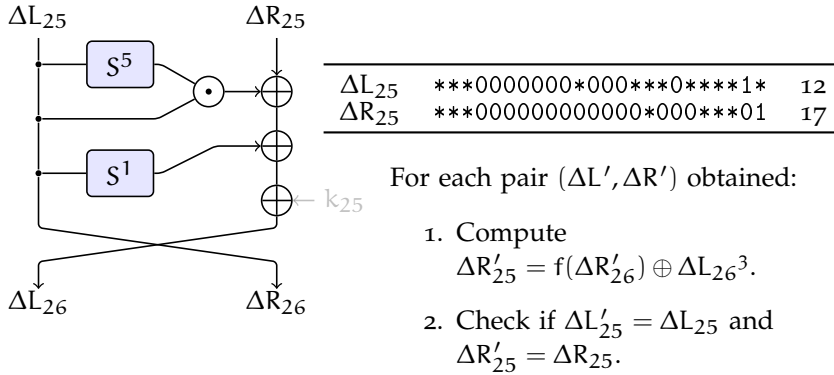 ΔL₂₅ ΔR₂₅
S⁵
S¹
k₂₅
ΔL₂₆ ΔR₂₆
ΔL₂₅ ***0000000*000***0****1* 12
ΔR₂₅ ***000000000000*000***01 17
For each pair (ΔL′, ΔR′) obtained:
1. Compute
ΔR′₂₅ = f(ΔR′₂₆) ⊕ ΔL₂₆³.
2. Check if ΔL′₂₅ = ΔL₂₅ and
ΔR′₂₅ = ΔR₂₅.